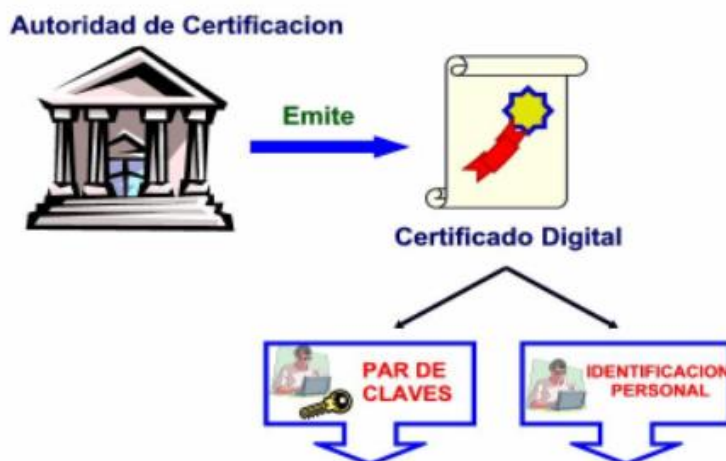 Autoridad de Certificacion
Emite
Certificado Digital
PAR DE
CLAVES
IDENTIFICACION
PERSONAL